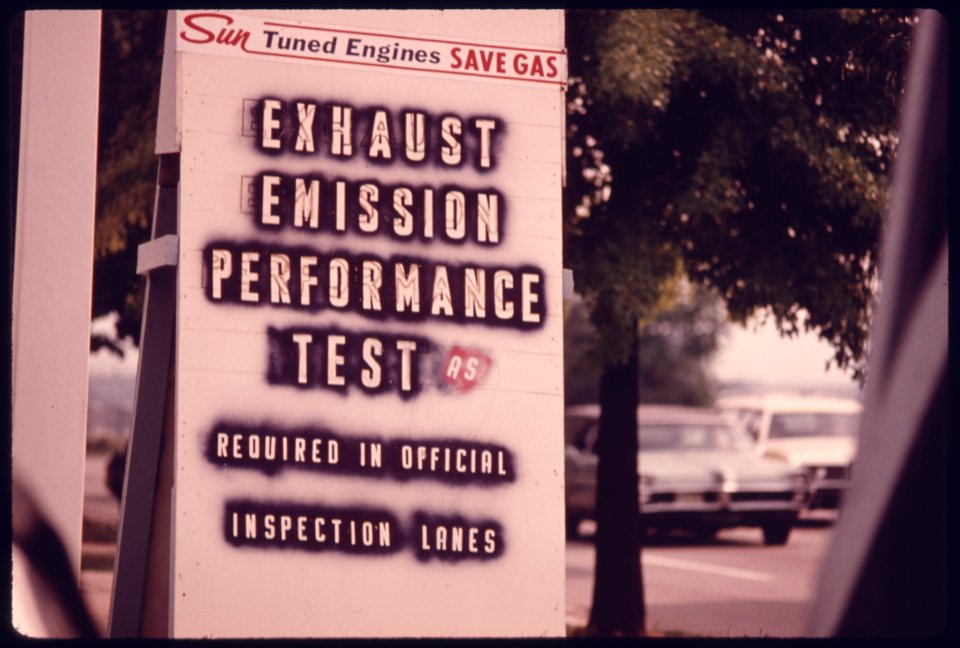 Sun Tuned Engines SAVE GAS
EXHAUST
EMISSION
PERFORMANCE
TEST AS
REQUIRED IN OFFICIAL
INSPECTION LANES